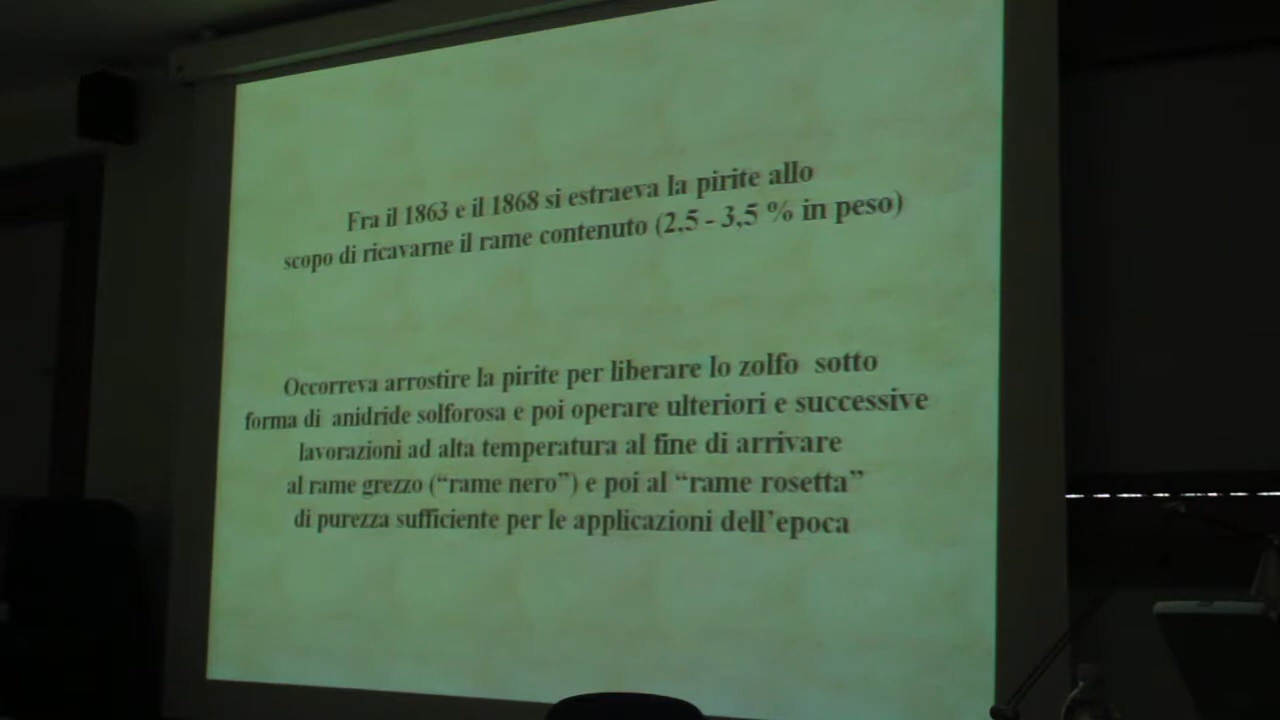 Fra il 1863 e il 1868 si estraeva la pirite allo
scopo di ricavarne il rame contenuto (2,5 - 3,5 % in peso)
Occorreva arrostire la pirite per liberare lo zolfo sotto
forma di anidride solforosa e poi operare ulteriori e successive
lavorazioni ad alta temperatura al fine di arrivare
al rame grezzo (“rame nero”) e poi al “rame rosetta”
di purezza sufficiente per le applicazioni dell’epoca